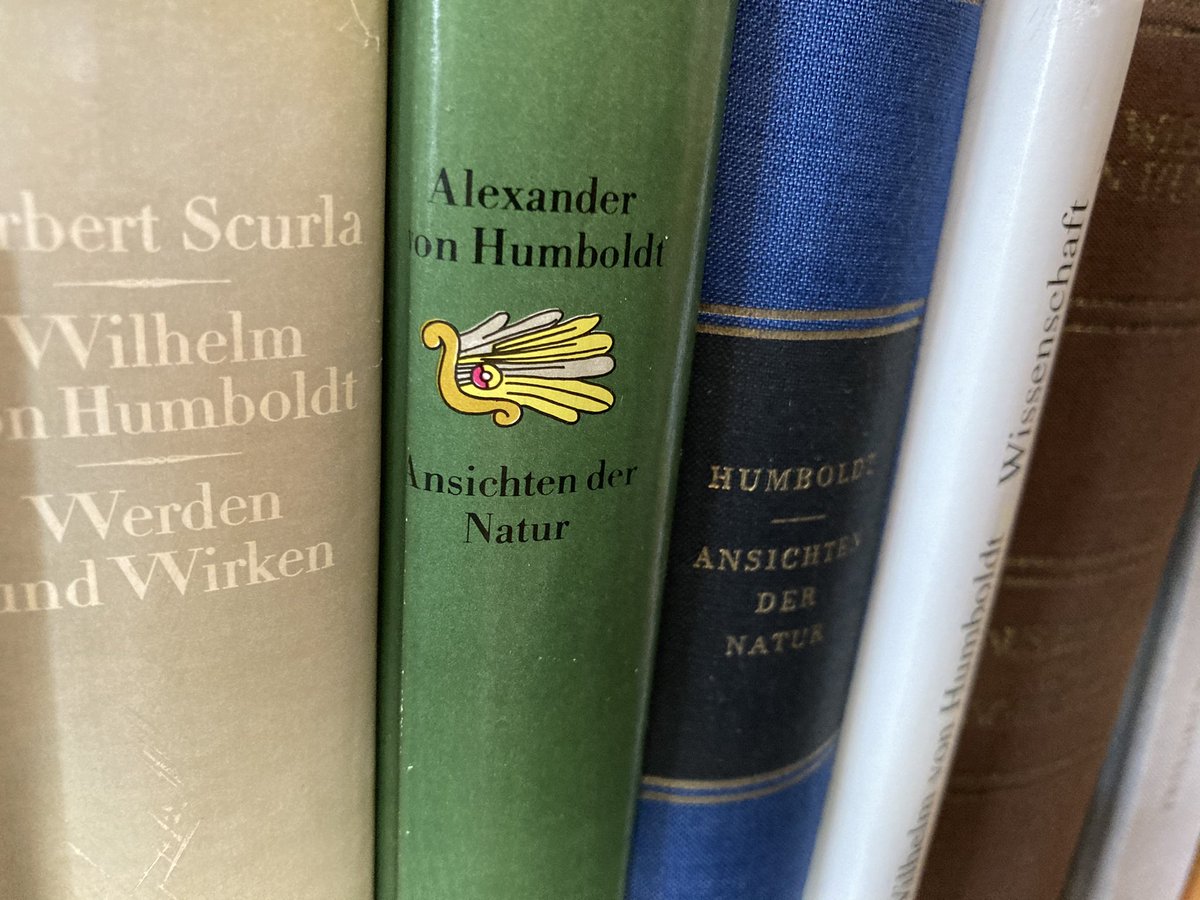 rbert Scurla
Wilhelm
on Humboldt
Werden
und Wirken
Alexander
von Humboldt
Ansichten der
Natur
HUMBOLDT
ANSICHTEN
DER
NATUR
Wilhelm von Humboldt Wissenschaft